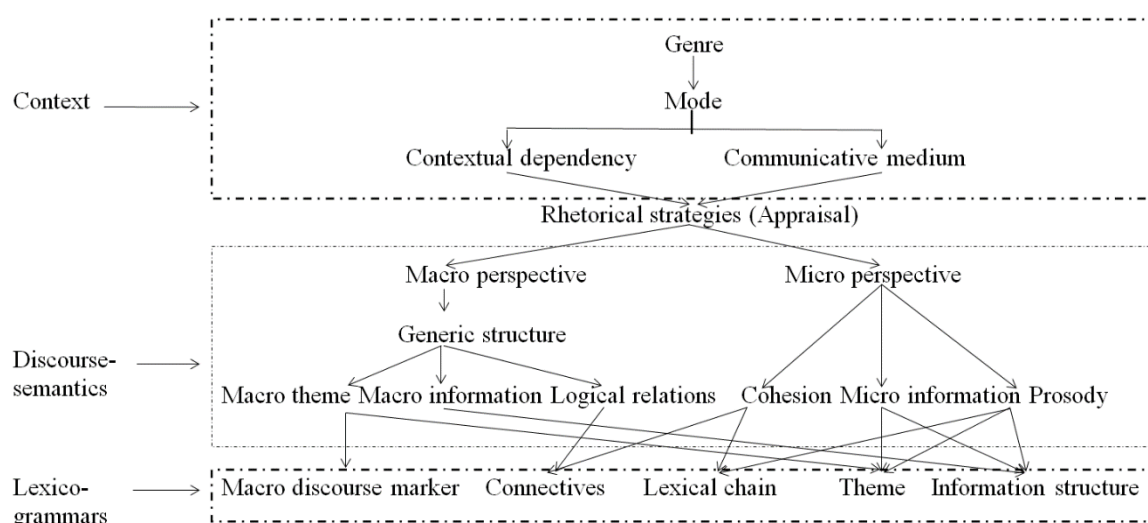 Genre
Context
Mode
Contextual dependency
Communicative medium
Rhetorical strategies (Appraisal)
Macro perspective
Micro perspective
Generic structure
Discourse-
semantics
Macro theme Macro information Logical relations
Cohesion Micro information Prosody
Lexico-
grammars
Macro discourse marker
Connectives
Lexical chain
Theme
Information structure